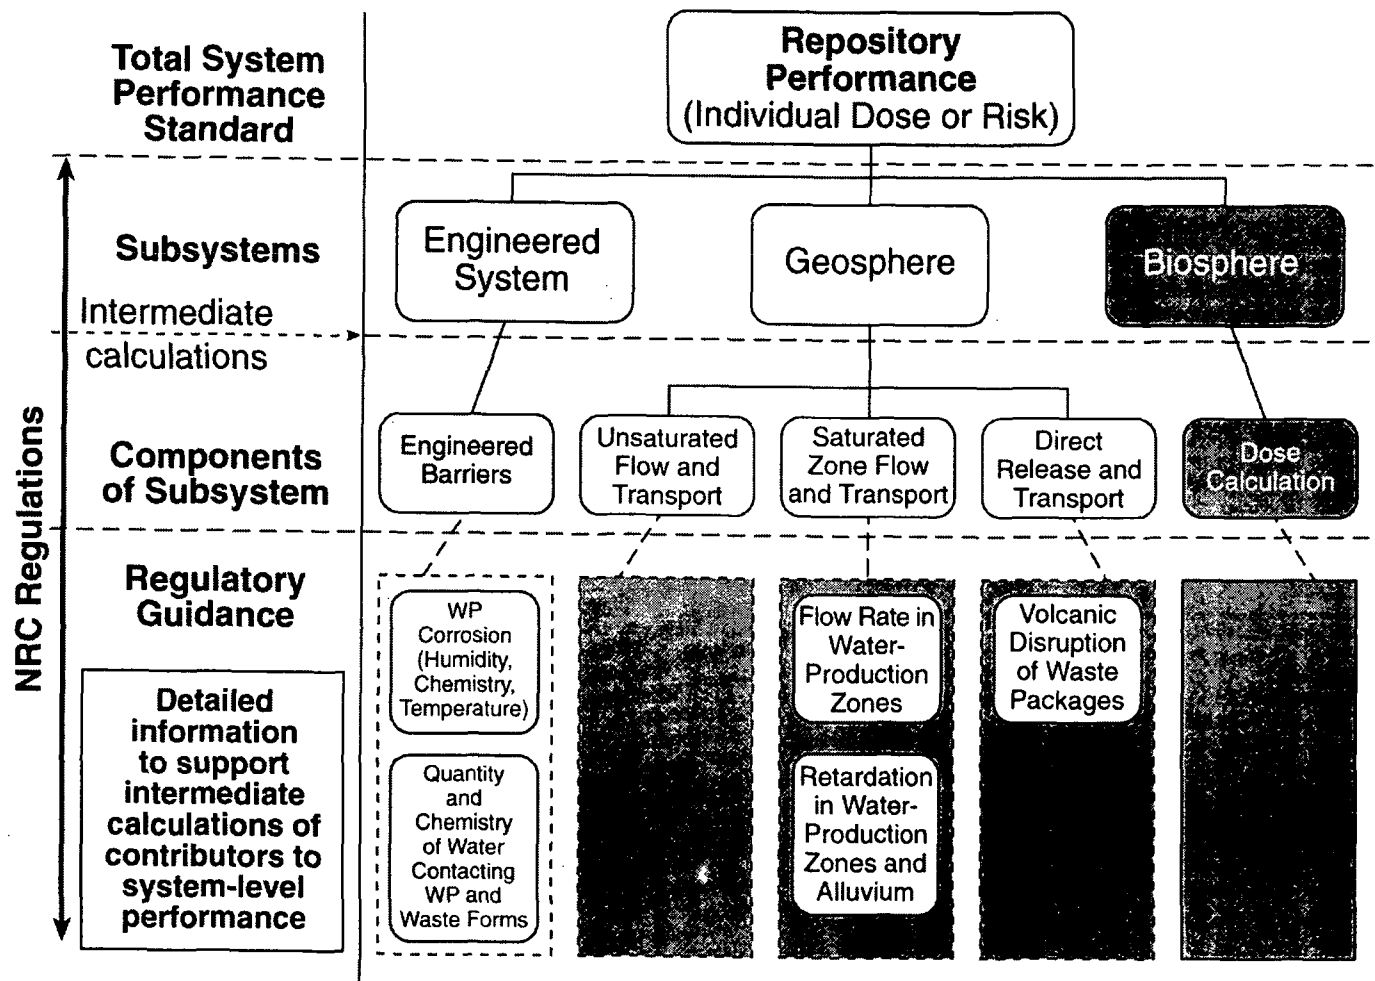 Total System
Performance
Standard
Repository
Performance
(Individual Dose or Risk)
NRC Regulations
Subsystems
Engineered
System
Geosphere
Biosphere
Intermediate
calculations
Components
of Subsystem
Engineered
Barriers
Unsaturated
Flow and
Transport
Saturated
Zone Flow
and Transport
Direct
Release and
Transport
Dose
Calculation
Regulatory
Guidance
Detailed
information
to support
intermediate
calculations of
contributors to
system-level
performance
WP
Corrosion
(Humidity,
Chemistry,
Temperature)
Quantity
and
Chemistry
of Water
Contacting
WP and
Waste Forms
Flow Rate in
Water-
Production
Zones
Retardation
in Water-
Production
Zones and
Alluvium
Volcanic
Disruption
of Waste
Packages